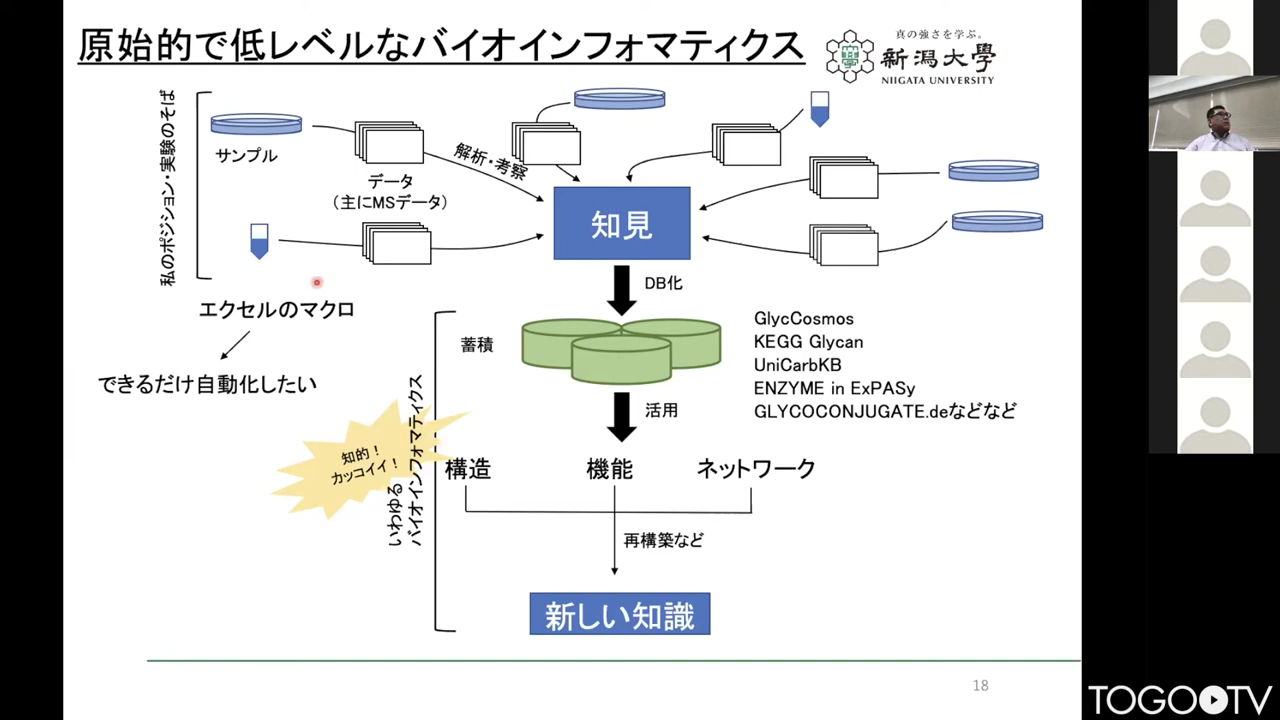 原始的で低レベルなバイオインフォマティクス
真の強さを学ぶ。
新潟大學
NIIGATA UNIVERSITY
私のポジション・実験のそば
サンプル
データ
（主にMSデータ）
解析・考察
知見
DB化
エクセルのマクロ
できるだけ自動化したい
蓄積
GlycCosmos
KEGG Glycan
UniCarbKB
ENZYME in ExPASy
GLYCOCONJUGATE.deなどなど
活用
知的！
カッコイイ！
いわゆる
バイオインフォマティクス
構造
機能
ネットワーク
再構築など
新しい知識
18
TOGOTV